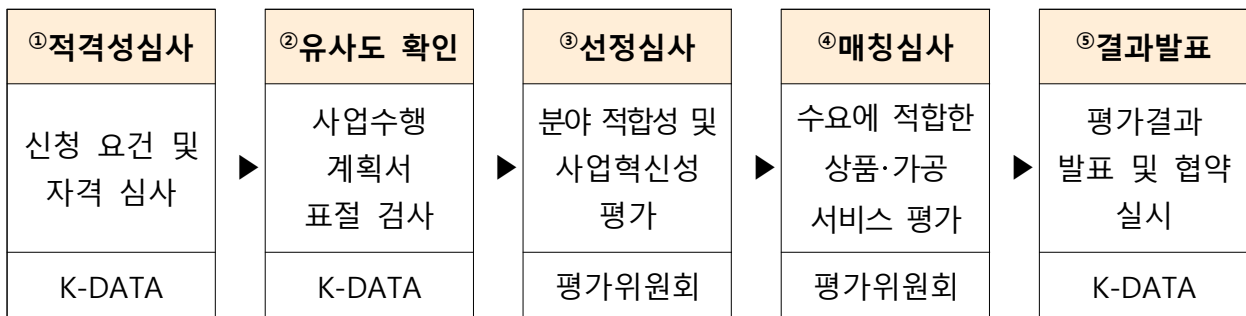 ①적격성심사
신청 요건 및
자격 심사
K-DATA
▶
②유사도 확인
사업수행
계획서
표절 검사
K-DATA
▶
③선정심사
분야 적합성 및
사업혁신성
평가
평가위원회
▶
④매칭심사
수요에 적합한
상품·가공
서비스 평가
평가위원회
▶
⑤결과발표
평가결과
발표 및 협약
실시
K-DATA